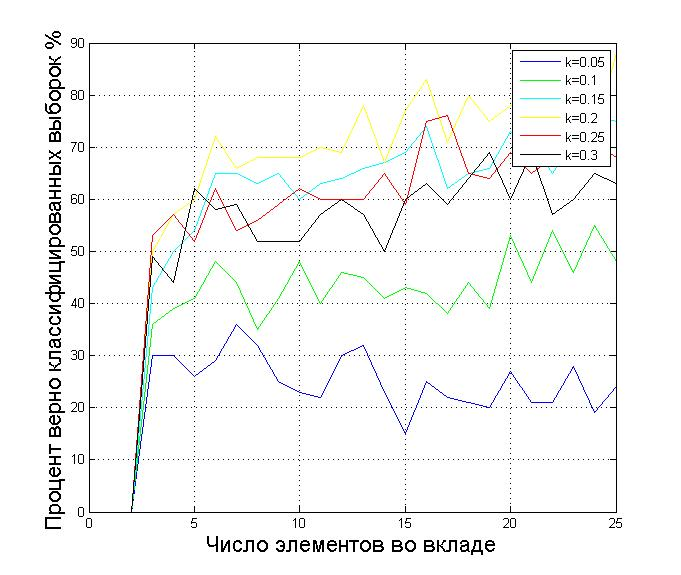 Процент верно классифицированных выборок %
90
80
70
60
50
40
30
20
10
0
0 5 10 15 20 25
Число элементов во вкладе
k=0.05
k=0.1
k=0.15
k=0.2
k=0.25
k=0.3